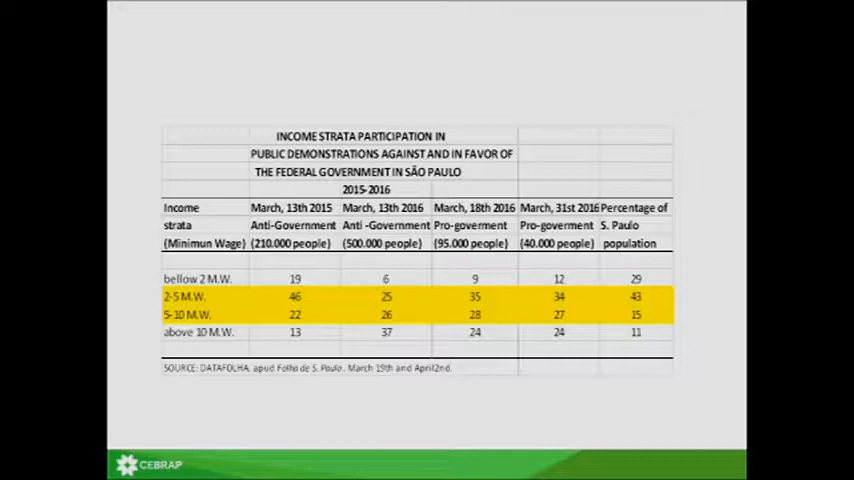 INCOME STRATA PARTICIPATION IN
PUBLIC DEMONSTRATIONS AGAINST AND IN FAVOR OF
THE FEDERAL GOVERNMENT IN SÃO PAULO
2015-2016
Income March, 13th 2015 March, 13th 2016 March, 18th 2016 March, 31st 2016 Percentage of
strata Anti-Government Anti -Government Pro-goverment Pro-goverment S. Paulo
(Minimun Wage) (210.000 people) (500.000 people) (95.000 people) (40.000 people) population
bellow 2 M.W. 19 6 9 12 29
2-5 M.W. 46 25 35 34 43
5-10 M.W. 22 26 28 27 15
above 10 M.W. 13 37 24 24 11
SOURCE: DATAFOLHA, apud Folha de S. Paulo, March 19th and April2nd.
CEBRAP